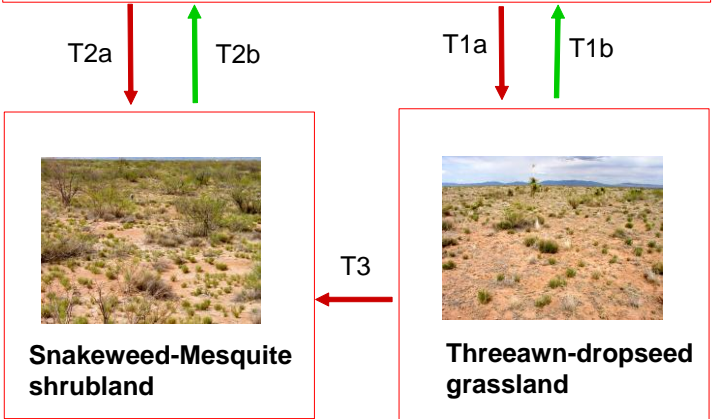 T2a
T2b
T1a
T1b
T3
Snakeweed-Mesquite
shrubland
Threeawn-dropseed
grassland